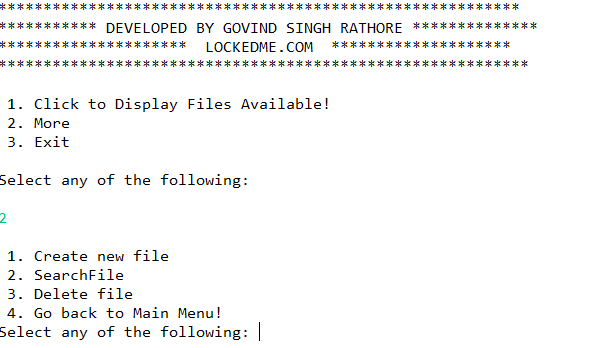 **********************************************************
*********** DEVELOPED BY GOVIND SINGH RATHORE **************
*********************  LOCKEDME.COM  ********************
***********************************************************
1. Click to Display Files Available!
2. More
3. Exit
Select any of the following:
2
1. Create new file
2. SearchFile
3. Delete file
4. Go back to Main Menu!
Select any of the following: